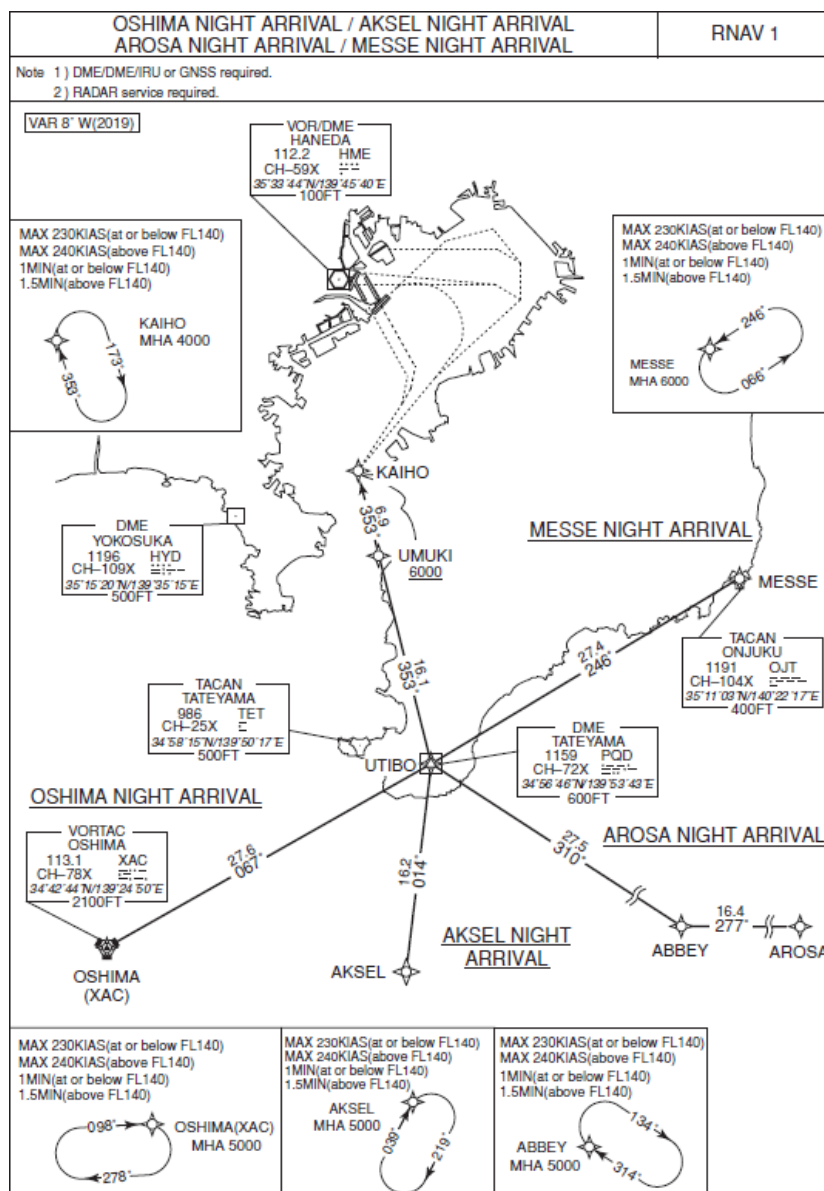 OSHIMA NIGHT ARRIVAL / AKSEL NIGHT ARRIVAL
AROSA NIGHT ARRIVAL / MESSE NIGHT ARRIVAL
RNAV 1
Note 1 ) DME/DME/IRU or GNSS required.
2 ) RADAR service required.
VAR 8˚ W(2019)
VOR/DME
HANEDA
112.2 HME
CH–59X
35˚33´44˝N/139˚45´40˝E
100FT
MAX 230KIAS(at or below FL140)
MAX 240KIAS(above FL140)
1MIN(at or below FL140)
1.5MIN(above FL140)
KAIHO
MHA 4000
173˚
353˚
MAX 230KIAS(at or below FL140)
MAX 240KIAS(above FL140)
1MIN(at or below FL140)
1.5MIN(above FL140)
246˚
MESSE
MHA 6000
066˚
KAIHO
6.9
353˚
DME
YOKOSUKA
1196 HYD
CH–109X
35˚15´20˝N/139˚35´15˝E
500FT
UMUKI
6000
MESSE NIGHT ARRIVAL
MESSE
27.4
246˚
16.1
353˚
TACAN
ONJUKU
1191 OJT
CH–104X
35˚11´03˝N/140˚22´17˝E
400FT
TACAN
TATEYAMA
986 TET
CH–25X
34˚58´15˝N/139˚50´17˝E
500FT
UTIBO
DME
TATEYAMA
1159 PQD
CH–72X
34˚56´46˝N/139˚53´43˝E
600FT
OSHIMA NIGHT ARRIVAL
VORTAC
OSHIMA
113.1 XAC
CH–78X
34˚42´44˝N/139˚24´50˝E
2100FT
27.6
067˚
16.2
014˚
27.5
310˚
AROSA NIGHT ARRIVAL
16.4
277˚
ABBEY
AROSA
AKSEL NIGHT
ARRIVAL
AKSEL
OSHIMA
(XAC)
MAX 230KIAS(at or below FL140)
MAX 240KIAS(above FL140)
1MIN(at or below FL140)
1.5MIN(above FL140)
098˚
OSHIMA(XAC)
MHA 5000
278˚
MAX 230KIAS(at or below FL140)
MAX 240KIAS(above FL140)
1MIN(at or below FL140)
1.5MIN(above FL140)
AKSEL
MHA 5000
039˚
219˚
MAX 230KIAS(at or below FL140)
MAX 240KIAS(above FL140)
1MIN(at or below FL140)
1.5MIN(above FL140)
134˚
ABBEY
MHA 5000
314˚